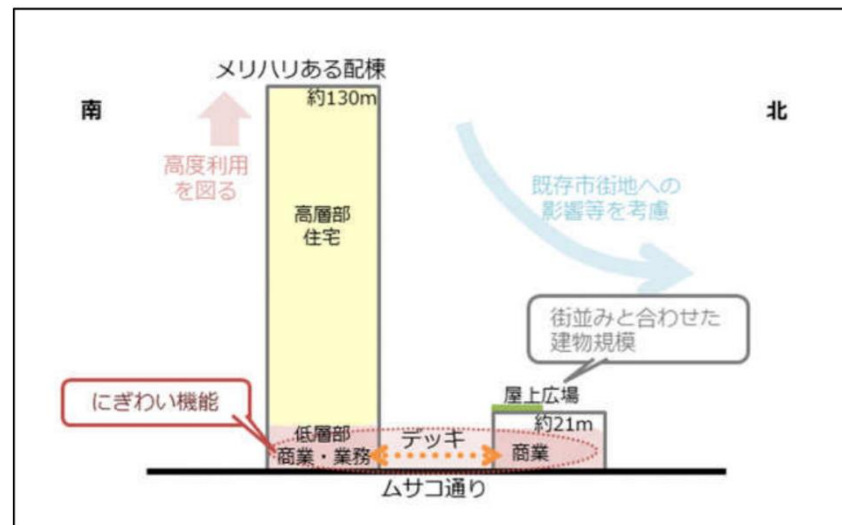 メリハリある配棟
約130m
南
北
高度利用
を図る
既存市街地への
影響等を考慮
高層部
住宅
街並みと合わせた
建物規模
屋上広場
にぎわい機能
約21m
低層部
商業・業務
デッキ
商業
ムサコ通り